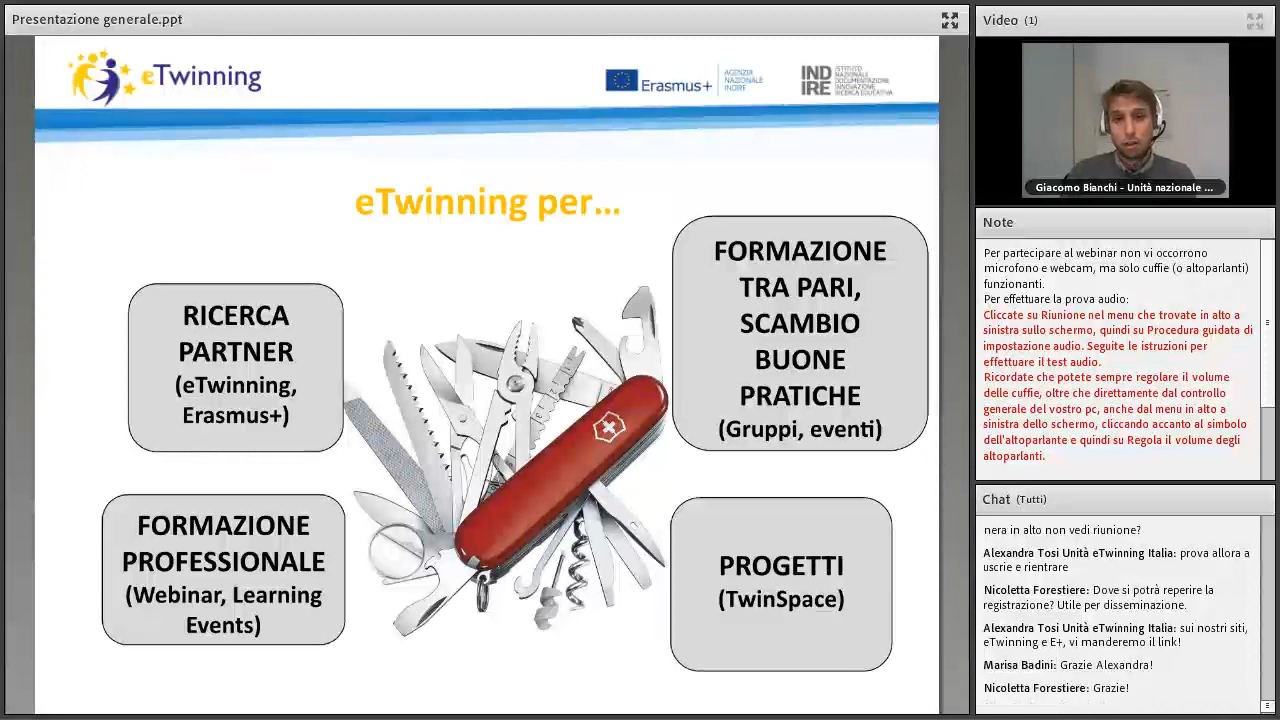 Presentazione generale.ppt
eTwinning
Erasmus+
AGENZIA
NAZIONALE
INDIRE
IND
IRE
ISTITUTO
NAZIONALE
DOCUMENTAZIONE
INNOVAZIONE
RICERCA EDUCATIVA
eTwinning per...
RICERCA
PARTNER
(eTwinning,
Erasmus+)
FORMAZIONE
TRA PARI,
SCAMBIO
BUONE
PRATICHE
(Gruppi, eventi)
FORMAZIONE
PROFESSIONALE
(Webinar, Learning
Events)
PROGETTI
(TwinSpace)
Video (1)
Giacomo Bianchi - Unità nazionale ...
Note
Per partecipare al webinar non vi occorrono
microfono e webcam, ma solo cuffie (o altoparlanti)
funzionanti.
Per effettuare la prova audio:
Cliccate su Riunione nel menu che trovate in alto a
sinistra sullo schermo, quindi su Procedura guidata di
impostazione audio. Seguite le istruzioni per
effettuare il test audio.
Ricordate che potete sempre regolare il volume
delle cuffie, oltre che direttamente dal controllo
generale del vostro pc, anche dal menu in alto a
sinistra dello schermo, cliccando accanto al simbolo
dell'altoparlante e quindi su Regola il volume degli
altoparlanti.
Chat (Tutti)
nera in alto non vedi riunione?
Alexandra Tosi Unità eTwinning Italia: prova allora a
uscrie e rientrare
Nicoletta Forestiere: Dove si potrà reperire la
registrazione? Utile per disseminazione.
Alexandra Tosi Unità eTwinning Italia: sui nostri siti,
eTwinning e E+, vi manderemo il link!
Marisa Badini: Grazie Alexandra!
Nicoletta Forestiere: Grazie!